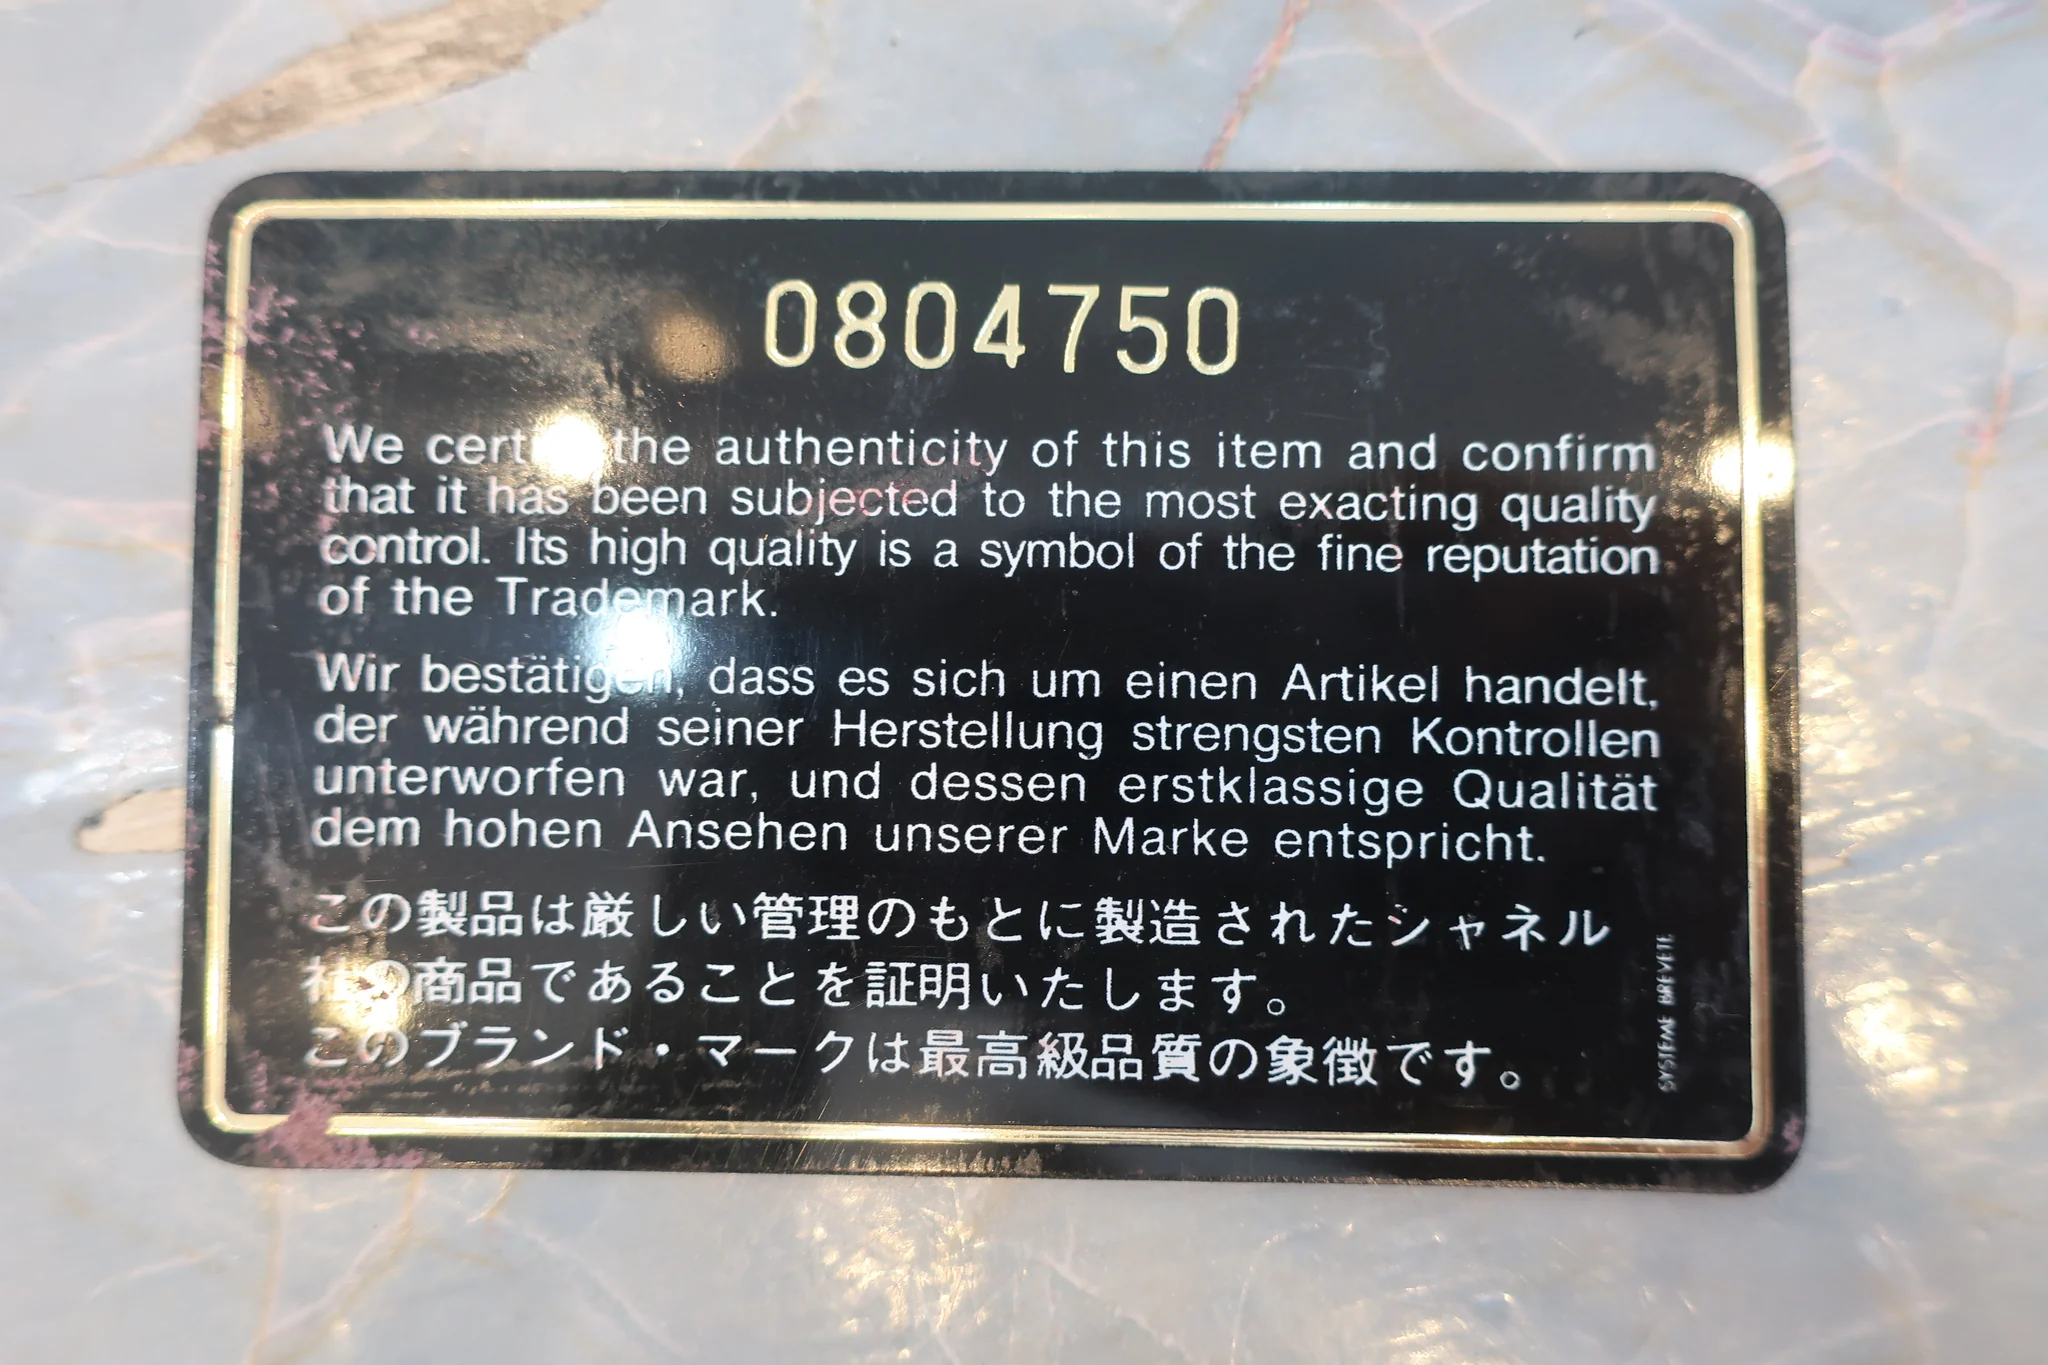 0804750
We certify the authenticity of this item and confirm
that it has been subjected to the most exacting quality
control. Its high quality is a symbol of the fine reputation
of the Trademark.
Wir bestätigen, dass es sich um einen Artikel handelt,
der während seiner Herstellung strengsten Kontrollen
unterworfen war, und dessen erstklassige Qualität
dem hohen Ansehen unserer Marke entspricht.
この製品は厳しい管理のもとに製造されたシャネル
社の商品であることを証明いたします。
このブランド・マークは最高級品質の象徴です。
SYSTEME BREVETE